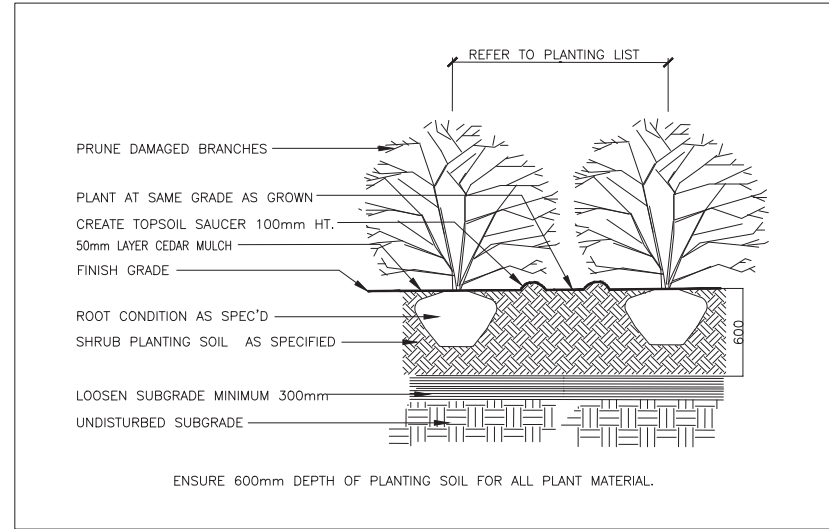 REFER TO PLANTING LIST
PRUNE DAMAGED BRANCHES
PLANT AT SAME GRADE AS GROWN
CREATE TOPSOIL SAUCER 100mm HT.
50mm LAYER CEDAR MULCH
FINISH GRADE
ROOT CONDITION AS SPEC'D
SHRUB PLANTING SOIL AS SPECIFIED
600
LOOSEN SUBGRADE MINIMUM 300mm
UNDISTURBED SUBGRADE
ENSURE 600mm DEPTH OF PLANTING SOIL FOR ALL PLANT MATERIAL.